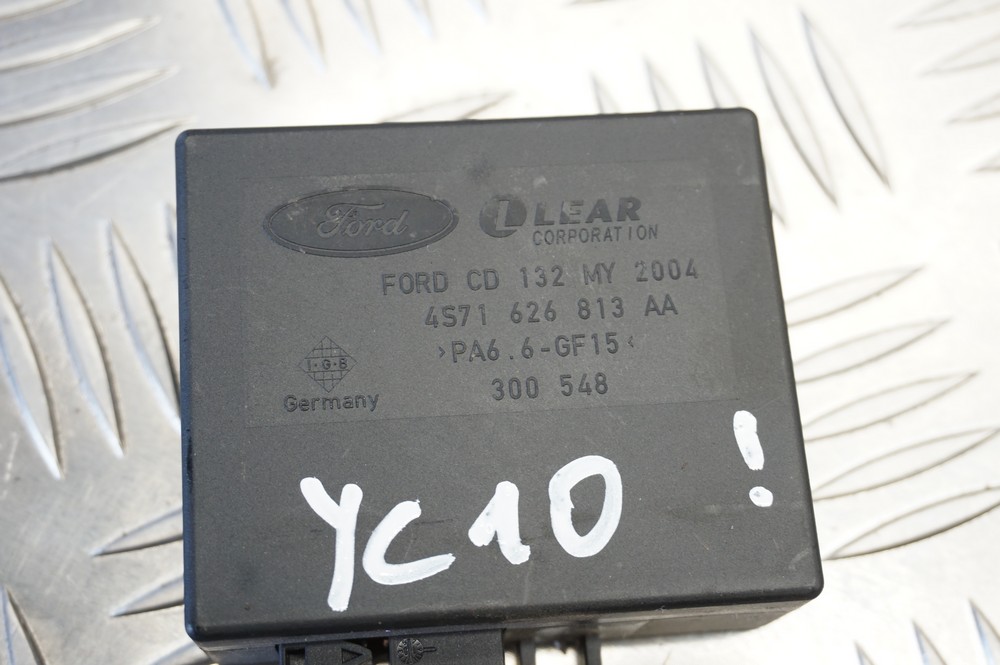 Ford LEAR
CORPORATION
FORD CD 132 MY 2004
4S71 626 813 AA
>PA6.6-GF15<
300 548
I·G·B
Germany
YC10 !